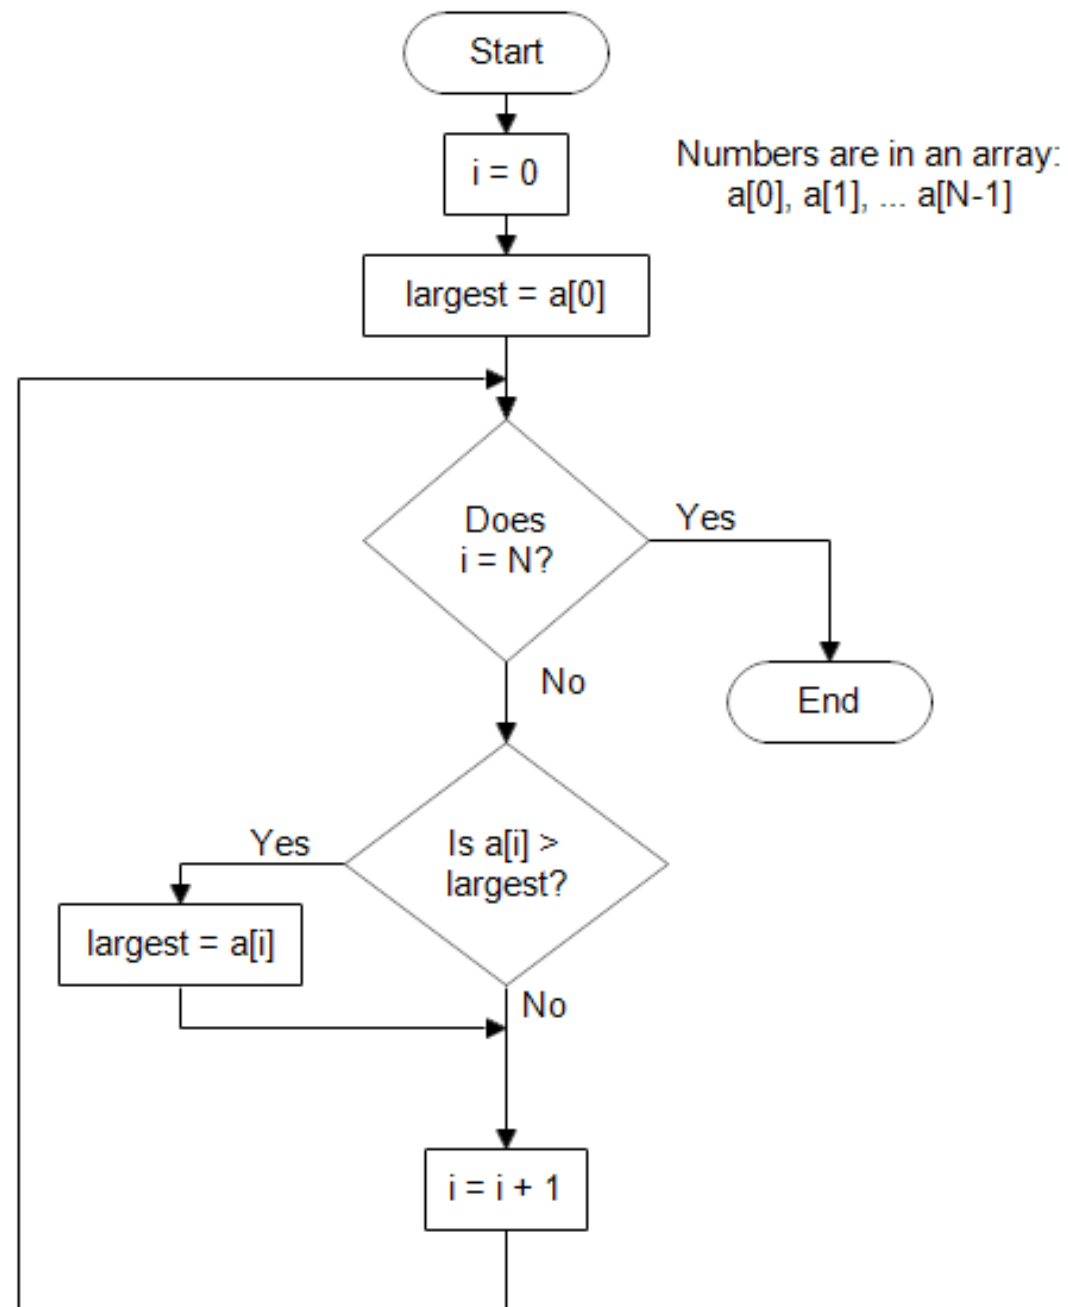 Start
i = 0
Numbers are in an array:
a[0], a[1], ... a[N-1]
largest = a[0]
Does
i = N?
Yes
No
End
Is a[i] >
largest?
Yes
largest = a[i]
No
i = i + 1